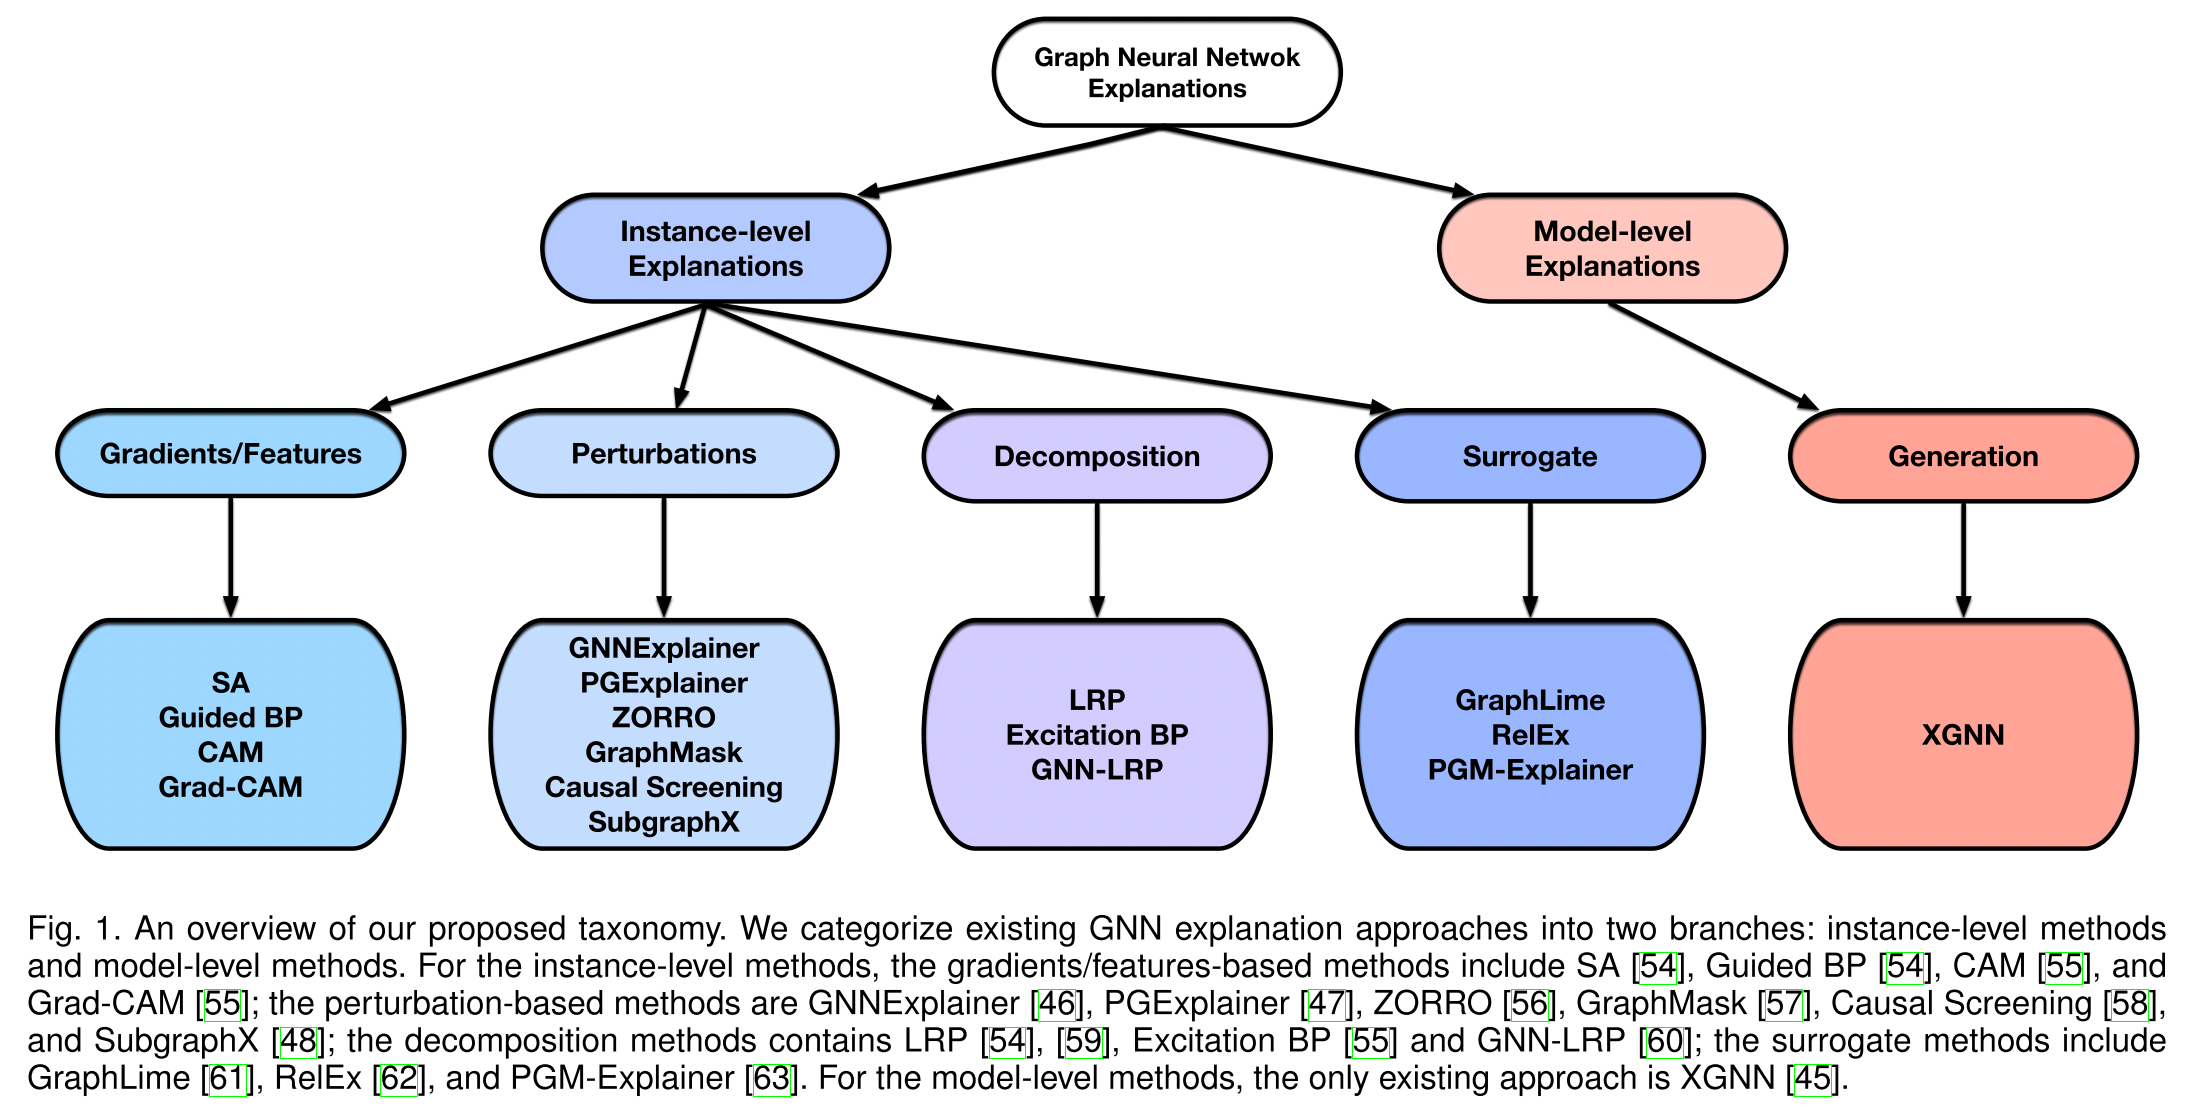 Graph Neural Netwok
Explanations
Instance-level
Explanations
Model-level
Explanations
Gradients/Features
Perturbations
Decomposition
Surrogate
Generation
SA
Guided BP
CAM
Grad-CAM
GNNExplainer
PGExplainer
ZORRO
GraphMask
Causal Screening
SubgraphX
LRP
Excitation BP
GNN-LRP
GraphLime
RelEx
PGM-Explainer
XGNN
Fig. 1. An overview of our proposed taxonomy. We categorize existing GNN explanation approaches into two branches: instance-level methods
and model-level methods. For the instance-level methods, the gradients/features-based methods include SA [54], Guided BP [54], CAM [55], and
Grad-CAM [55]; the perturbation-based methods are GNNExplainer [46], PGExplainer [47], ZORRO [56], GraphMask [57], Causal Screening [58],
and SubgraphX [48]; the decomposition methods contains LRP [54], [59], Excitation BP [55] and GNN-LRP [60]; the surrogate methods include
GraphLime [61], RelEx [62], and PGM-Explainer [63]. For the model-level methods, the only existing approach is XGNN [45].